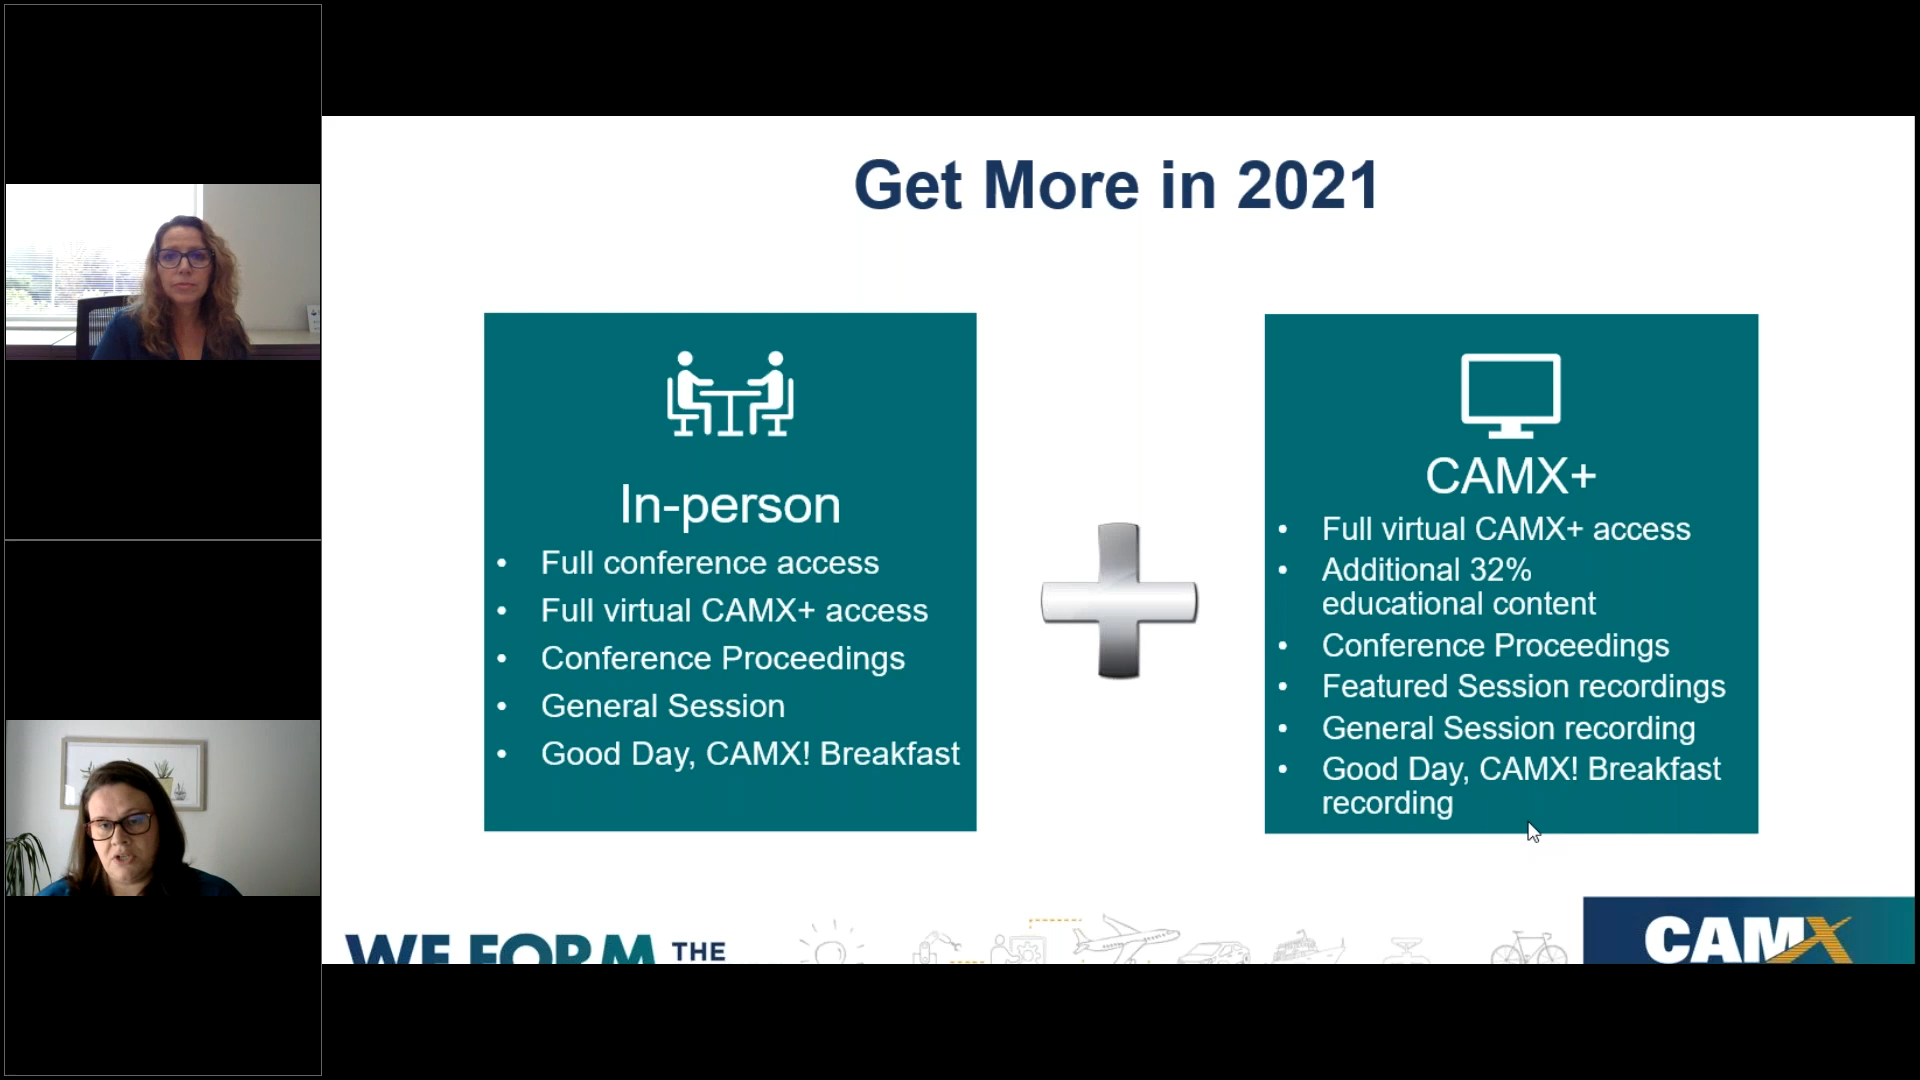 Get More in 2021
In-person
• Full conference access
• Full virtual CAMX+ access
• Conference Proceedings
• General Session
• Good Day, CAMX! Breakfast
CAMX+
• Full virtual CAMX+ access
• Additional 32%
educational content
• Conference Proceedings
• Featured Session recordings
• General Session recording
• Good Day, CAMX! Breakfast
recording
WE FORM THE
CAMX